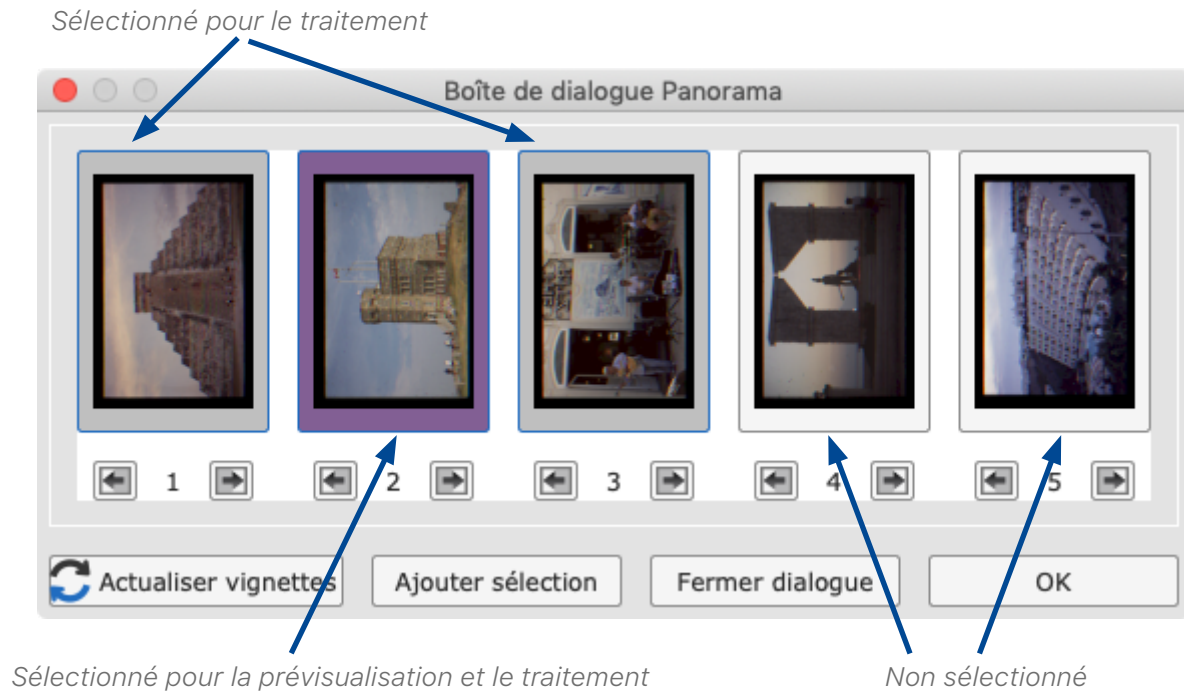 Sélectionné pour le traitement
Boîte de dialogue Panorama
1 2 3 4 5
Actualiser vignettes Ajouter sélection Fermer dialogue OK
Sélectionné pour la prévisualisation et le traitement Non sélectionné